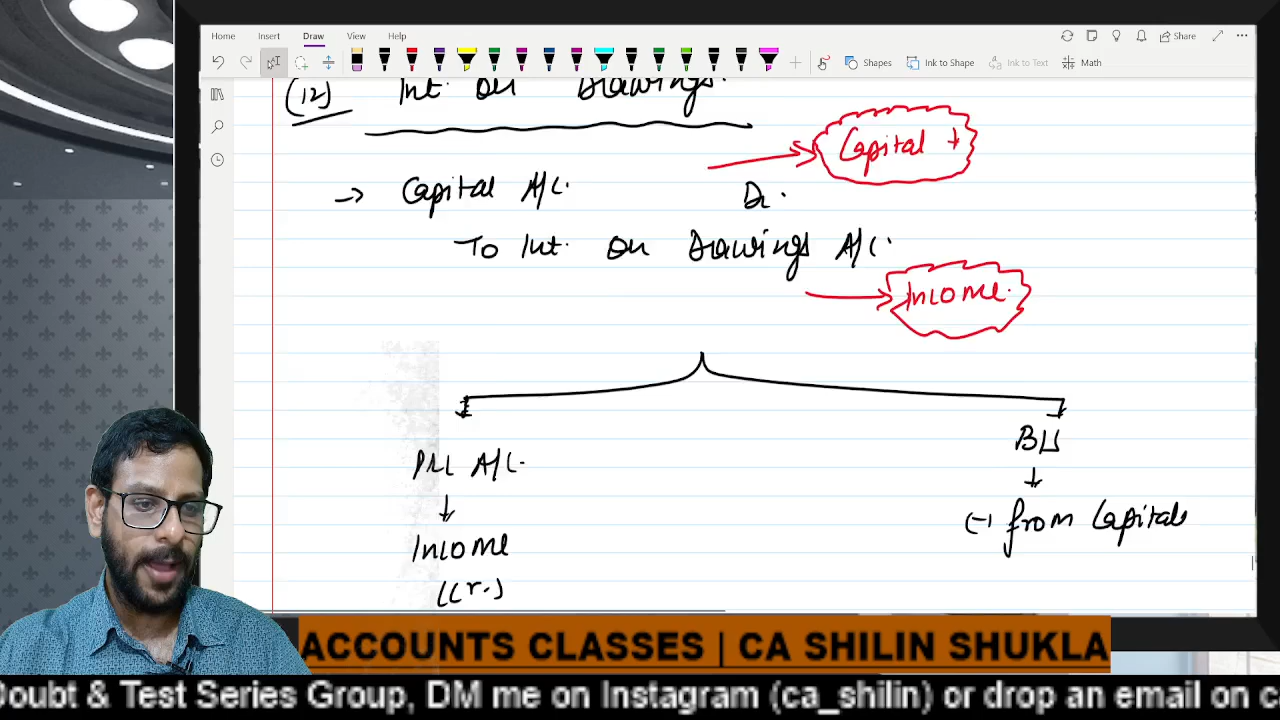 Home Insert Draw View Help Share
Shapes Ink to Shape Ink to Text Math
(12) Int. on Drawings.
Capital ↓
→ Capital A/c. Dr.
To Int. on Drawings A/c.
Income.
P&L A/c. B/S
↓ ↓
Income (-) from Capitals
(Cr.)
ACCOUNTS CLASSES | CA SHILIN SHUKLA
Doubt & Test Series Group, DM me on Instagram (ca_shilin) or drop an email on c